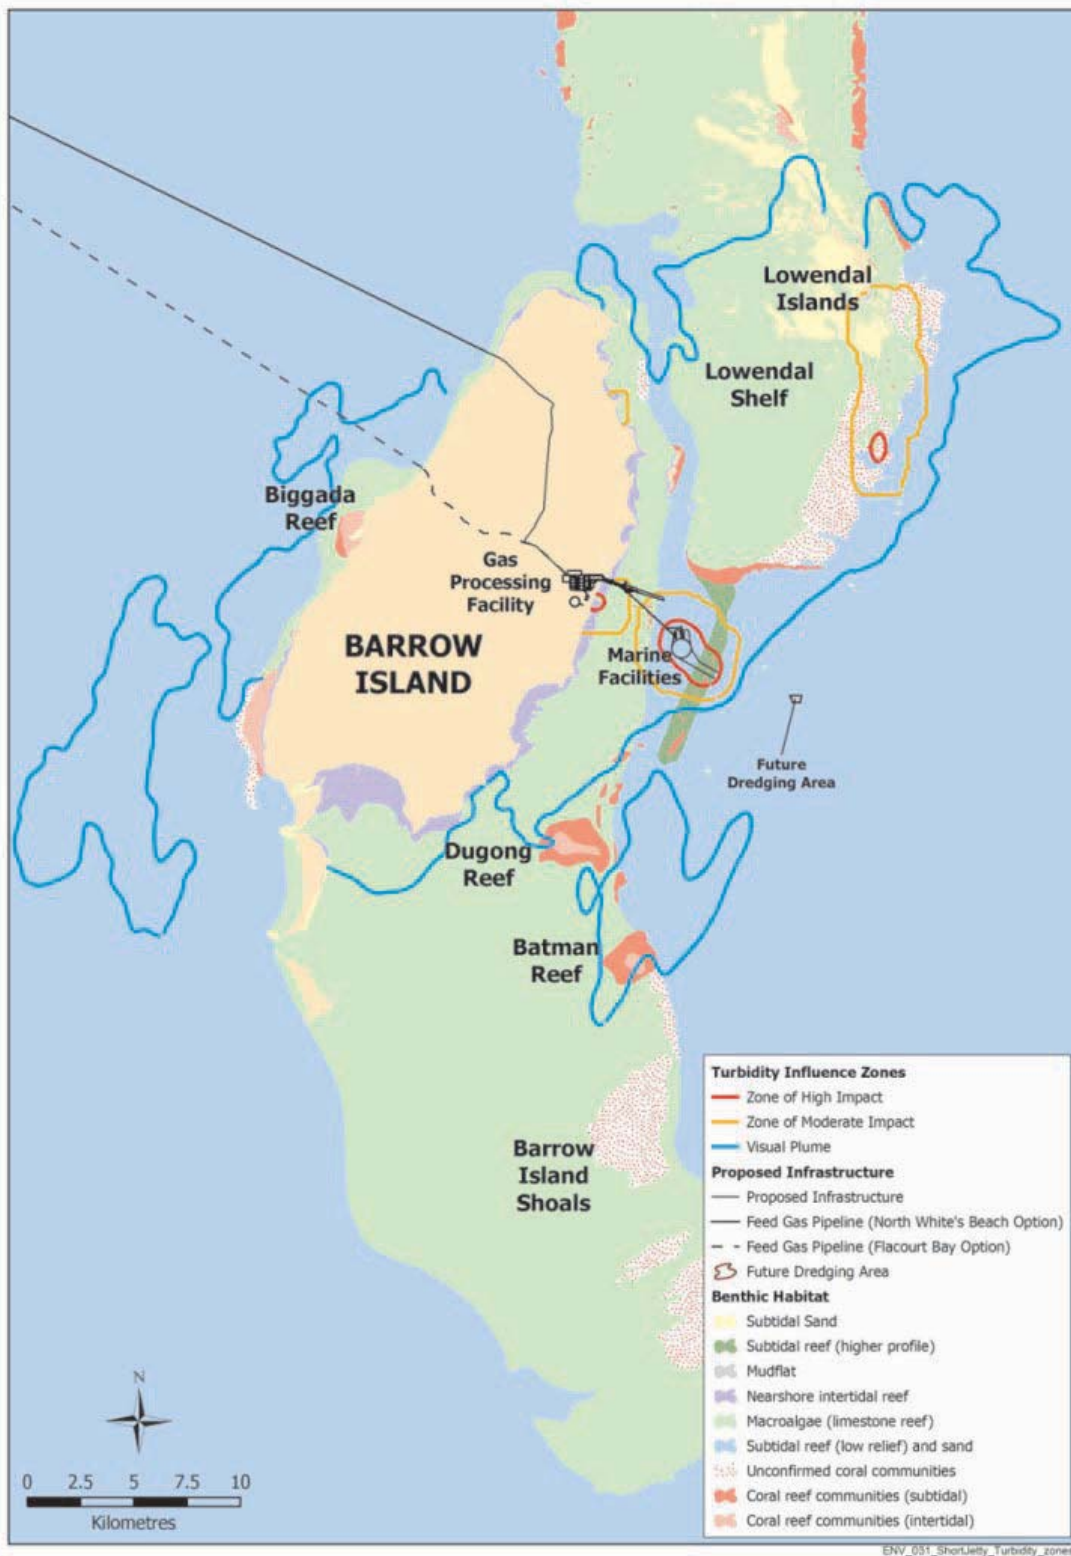 Lowendal
Islands
Lowendal
Shelf
Biggada
Reef
Gas
Processing
Facility
BARROW
ISLAND
Marine
Facilities
Future
Dredging Area
Dugong
Reef
Batman
Reef
Barrow
Island
Shoals
Turbidity Influence Zones
Zone of High Impact
Zone of Moderate Impact
Visual Plume
Proposed Infrastructure
Proposed Infrastructure
Feed Gas Pipeline (North White's Beach Option)
Feed Gas Pipeline (Flacourt Bay Option)
Future Dredging Area
Benthic Habitat
Subtidal Sand
Subtidal reef (higher profile)
Mudflat
Nearshore intertidal reef
Macroalgae (limestone reef)
Subtidal reef (low relief) and sand
Unconfirmed coral communities
Coral reef communities (subtidal)
Coral reef communities (intertidal)
N
0 2.5 5 7.5 10
Kilometres
ENV_031_ShortJetty_Turbidity_zones